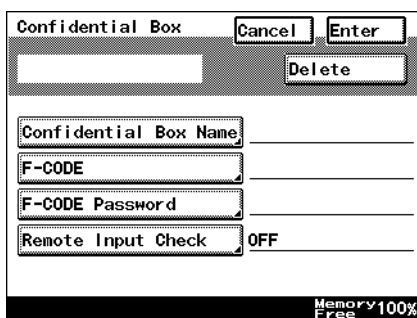 Confidential Box Cancel Enter
Delete
Confidential Box Name
F-CODE
F-CODE Password
Remote Input Check OFF
Memory Free 100%